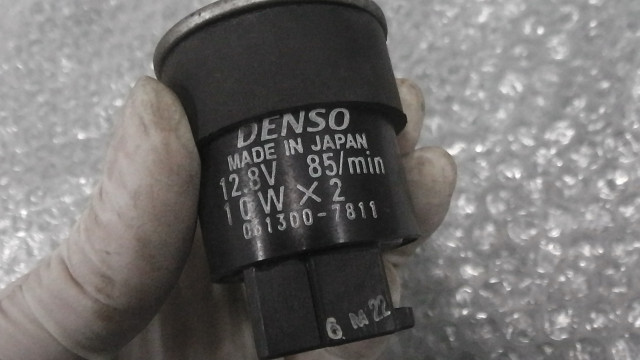 DENSO
MADE IN JAPAN
12.8V 85/min
10W × 2
061300-7811
6 M 22